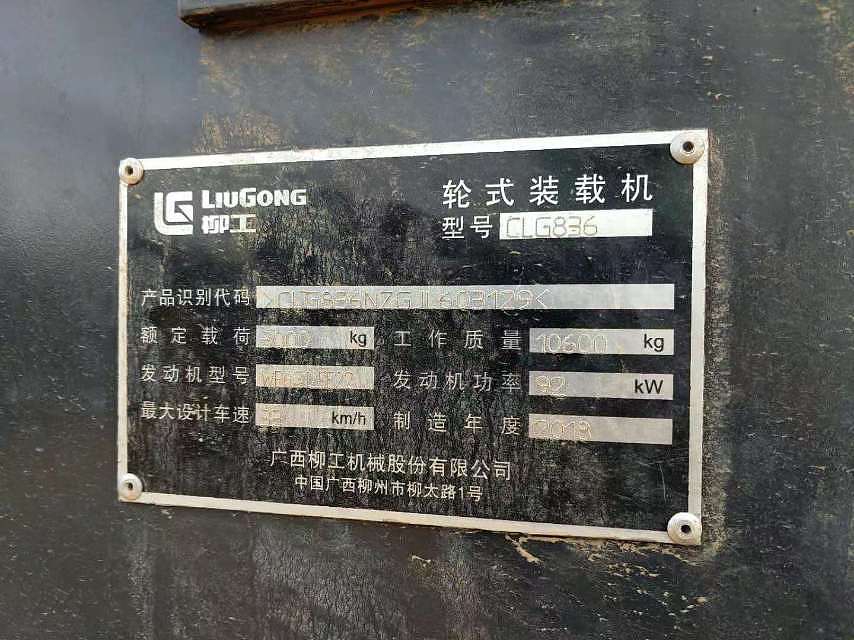 LIUGONG
柳工
轮式装载机
型号 CLG836
产品识别代码
额定载荷 kg 工作质量 10600 kg
发动机型号 发动机功率 92 kW
最大设计车速 km/h 制造年度 2018
广西柳工机械股份有限公司
中国广西柳州市柳太路1号